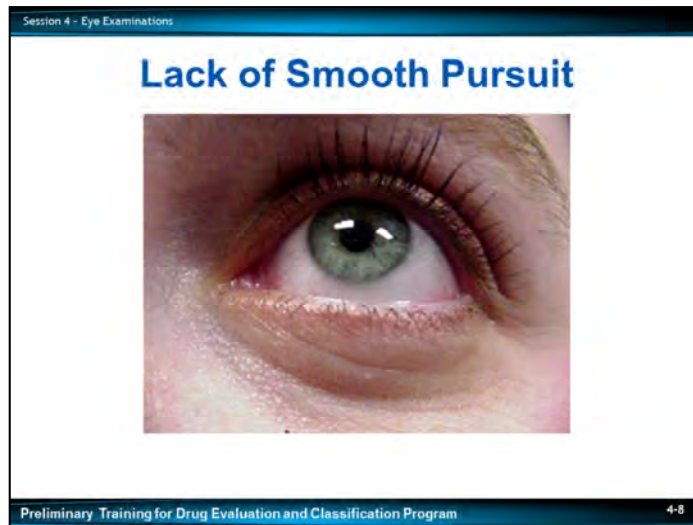 Session 4 - Eye Examinations
Lack of Smooth Pursuit
Preliminary Training for Drug Evaluation and Classification Program
4-8